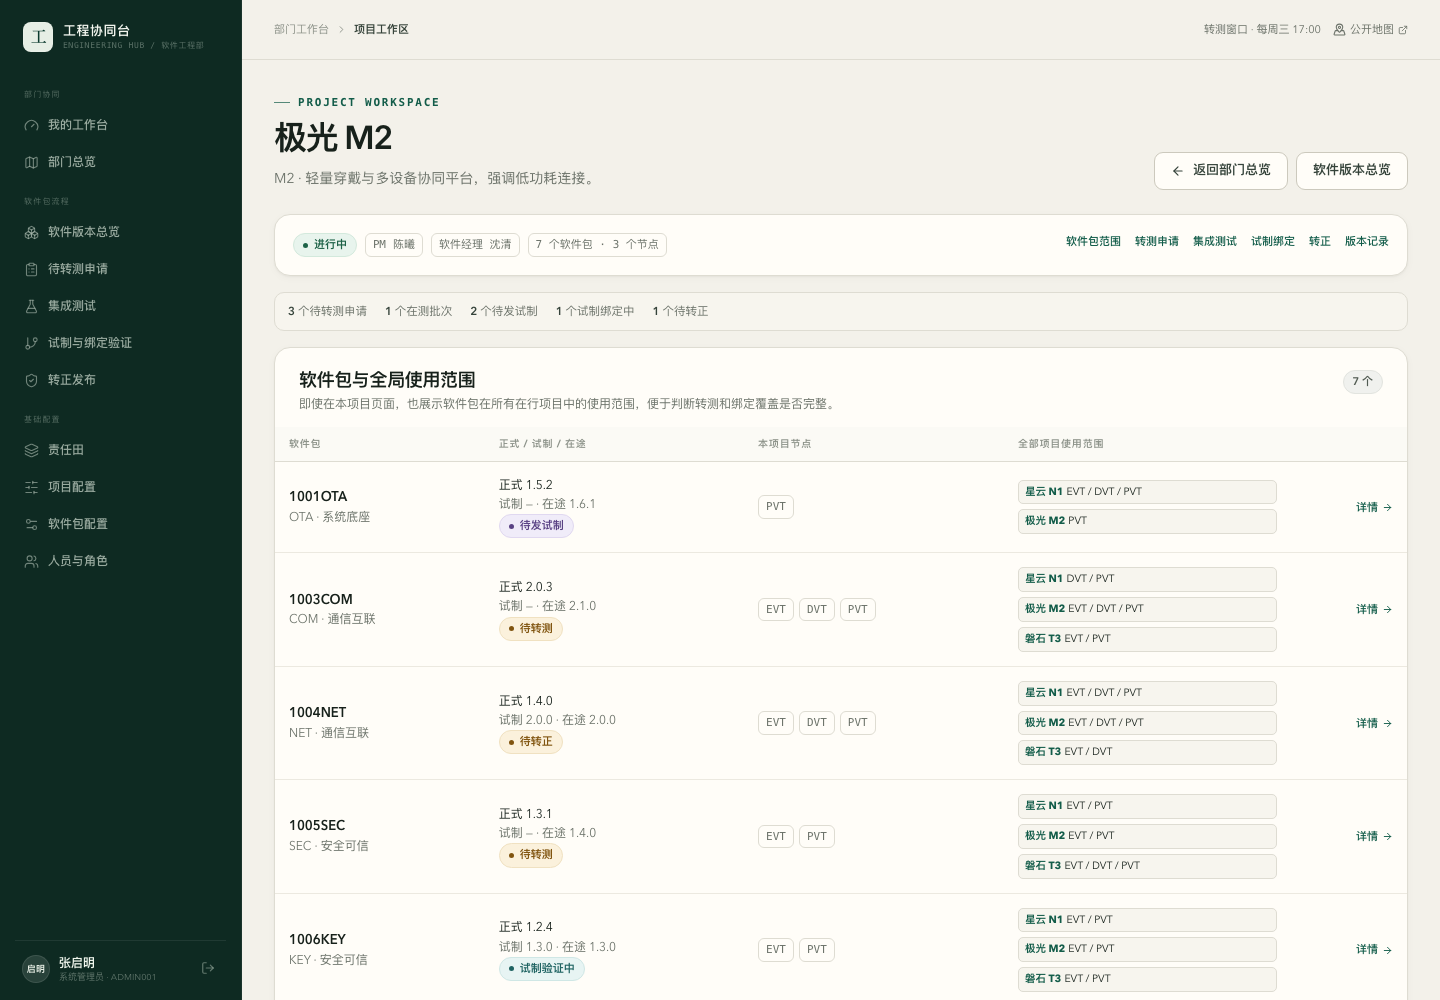 工
工程协同台
ENGINEERING HUB / 软件工程部
部门协同
我的工作台
部门总览
软件包流程
软件版本总览
待转测申请
集成测试
试制与绑定验证
转正发布
基础配置
责任田
项目配置
软件包配置
人员与角色
启明
张启明
系统管理员 · ADMIN001
部门工作台 > 项目工作区
转测窗口 · 每周三 17:00
公开地图
PROJECT WORKSPACE
极光 M2
M2 · 轻量穿戴与多设备协同平台，强调低功耗连接。
← 返回部门总览
软件版本总览
进行中
PM 陈曦
软件经理 沈清
7 个软件包 · 3 个节点
软件包范围 转测申请 集成测试 试制绑定 转正 版本记录
3 个待转测申请 1 个在测批次 2 个待发试制 1 个试制绑定中 1 个待转正
软件包与全局使用范围
即使在本项目页面，也展示软件包在所有在行项目中的使用范围，便于判断转测和绑定覆盖是否完整。
7 个
软件包 正式 / 试制 / 在途 本项目节点 全部项目使用范围
1001OTA
OTA · 系统底座
正式 1.5.2
试制 — · 在途 1.6.1
待发试制
PVT
星云 N1 EVT / DVT / PVT
极光 M2 PVT
详情 →
1003COM
COM · 通信互联
正式 2.0.3
试制 — · 在途 2.1.0
待转测
EVT DVT PVT
星云 N1 DVT / PVT
极光 M2 EVT / DVT / PVT
磐石 T3 EVT / PVT
详情 →
1004NET
NET · 通信互联
正式 1.4.0
试制 2.0.0 · 在途 2.0.0
待转正
EVT DVT PVT
星云 N1 EVT / DVT / PVT
极光 M2 EVT / DVT / PVT
磐石 T3 EVT / DVT
详情 →
1005SEC
SEC · 安全可信
正式 1.3.1
试制 — · 在途 1.4.0
待转测
EVT PVT
星云 N1 EVT / PVT
极光 M2 EVT / PVT
磐石 T3 EVT / DVT / PVT
详情 →
1006KEY
KEY · 安全可信
正式 1.2.4
试制 1.3.0 · 在途 1.3.0
试制验证中
EVT PVT
星云 N1 EVT / PVT
极光 M2 EVT / PVT
磐石 T3 EVT / PVT
详情 →